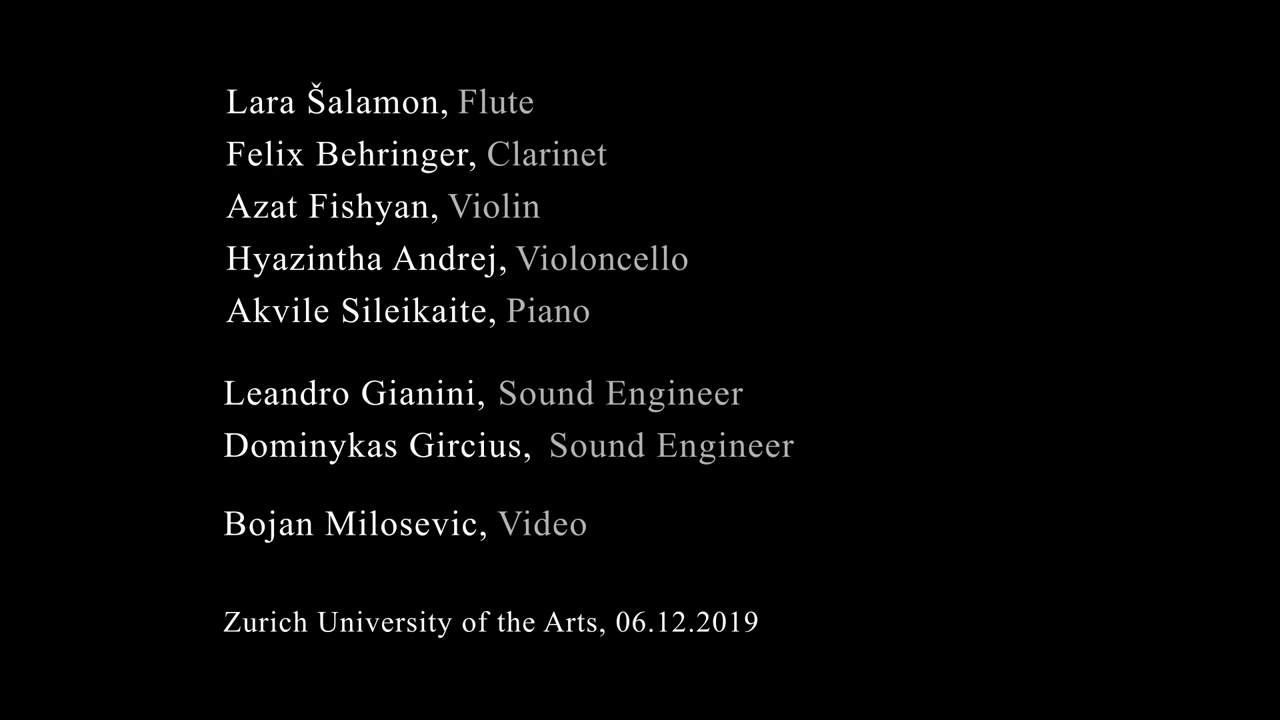 Lara Šalamon, Flute
Felix Behringer, Clarinet
Azat Fishyan, Violin
Hyazintha Andrej, Violoncello
Akvile Sileikaite, Piano
Leandro Gianini, Sound Engineer
Dominykas Gircius, Sound Engineer
Bojan Milosevic, Video
Zurich University of the Arts, 06.12.2019